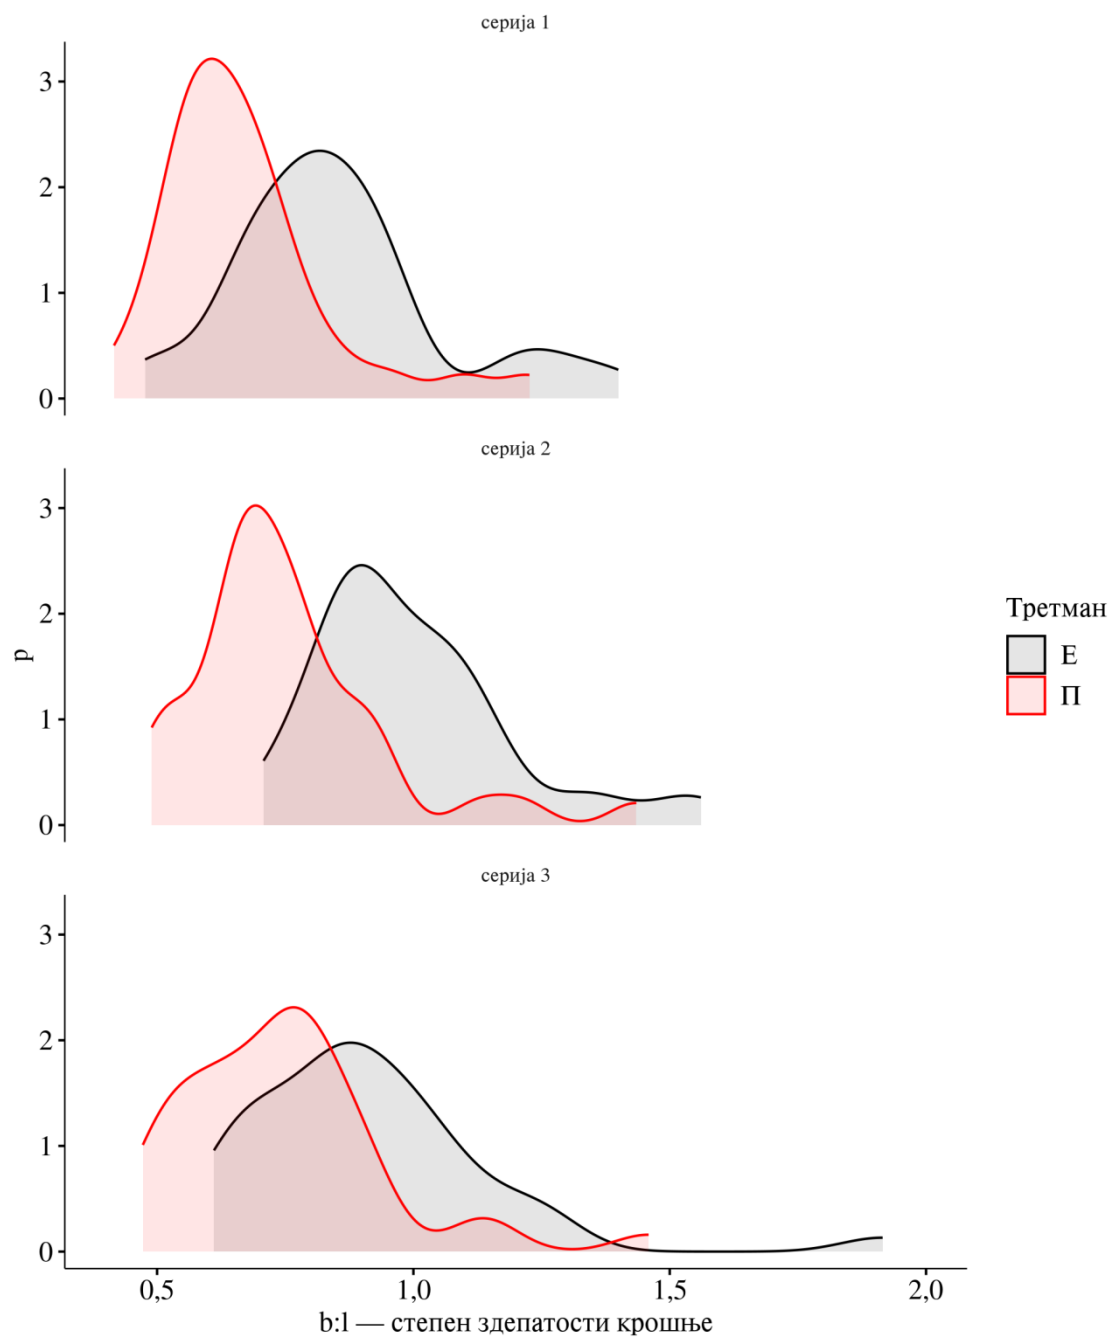 серија 1
3
2
1
0
серија 2
3
2
1
0
p
серија 3
3
2
1
0
0,5 1,0 1,5 2,0
b:l — степен здепатости крошње
Третман
Е
П